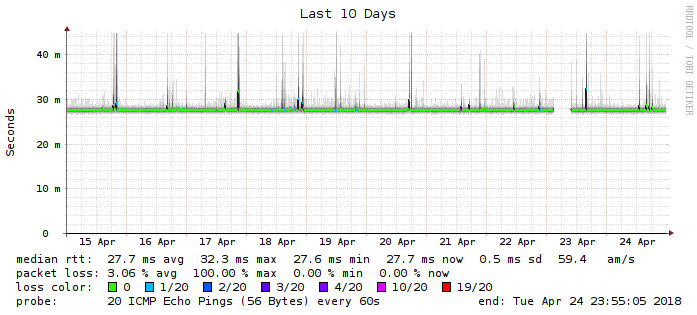 Last 10 Days
RRDTOOL / TOBI OETIKER
Seconds
40 m
30 m
20 m
10 m
0
15 Apr 16 Apr 17 Apr 18 Apr 19 Apr 20 Apr 21 Apr 22 Apr 23 Apr 24 Apr
median rtt: 27.7 ms avg 32.3 ms max 27.6 ms min 27.7 ms now 0.5 ms sd 59.4 am/s
packet loss: 3.06 % avg 100.00 % max 0.00 % min 0.00 % now
loss color: 0 1/20 2/20 3/20 4/20 10/20 19/20
probe: 20 ICMP Echo Pings (56 Bytes) every 60s end: Tue Apr 24 23:55:05 2018